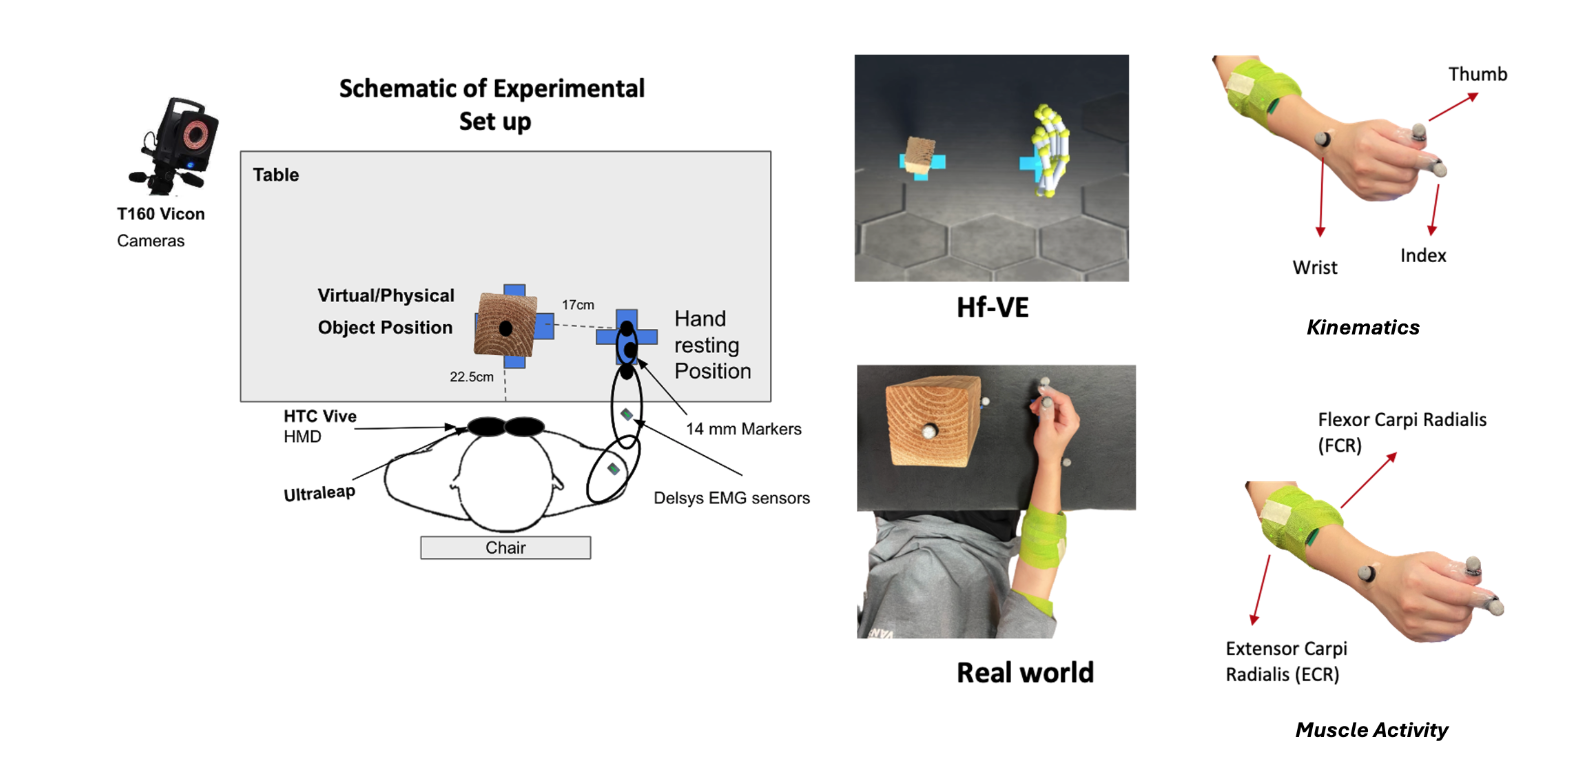 Schematic of Experimental
Set up
T160 Vicon
Cameras
Table
Virtual/Physical
Object Position
17cm
22.5cm
Hand
resting
Position
HTC Vive
HMD
Ultraleap
14 mm Markers
Delsys EMG sensors
Chair
Hf-VE
Real world
VANS
Thumb
Wrist
Index
Kinematics
Flexor Carpi Radialis
(FCR)
Extensor Carpi
Radialis (ECR)
Muscle Activity